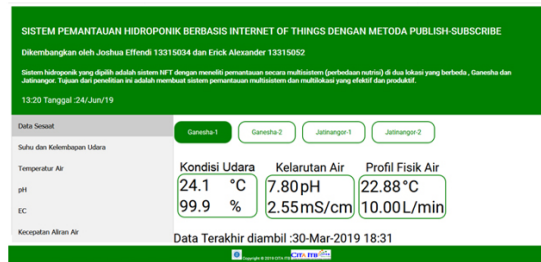 SISTEM PEMANTAUAN HIDROPONIK BERBASIS INTERNET OF THINGS DENGAN METODA PUBLISH-SUBSCRIBE
Dikembangkan oleh Joshua Effendi 13315034 dan Erick Alexander 13315052
Sistem hidroponik yang dipilih adalah sistem NFT dengan meneliti pemantauan secara multisistem (perbedaan nutrisi) di dua lokasi yang berbeda , Ganesha dan
Jatinangor. Tujuan dari penelitian ini adalah membuat sistem pemantauan multisistem dan multilokasi yang efektif dan produktif.
13:20 Tanggal :24/Jun/19
Data Sesaat
Suhu dan Kelembapan Udara
Temperatur Air
pH
EC
Kecepatan Aliran Air
Ganesha-1
Ganesha-2
Jatinangor-1
Jatinangor-2
Kondisi Udara
24.1 °C
99.9 %
Kelarutan Air
7.80pH
2.55mS/cm
Profil Fisik Air
22.88°C
10.00L/min
Data Terakhir diambil :30-Mar-2019 18:31
Copyright © 2019 CITA ITB